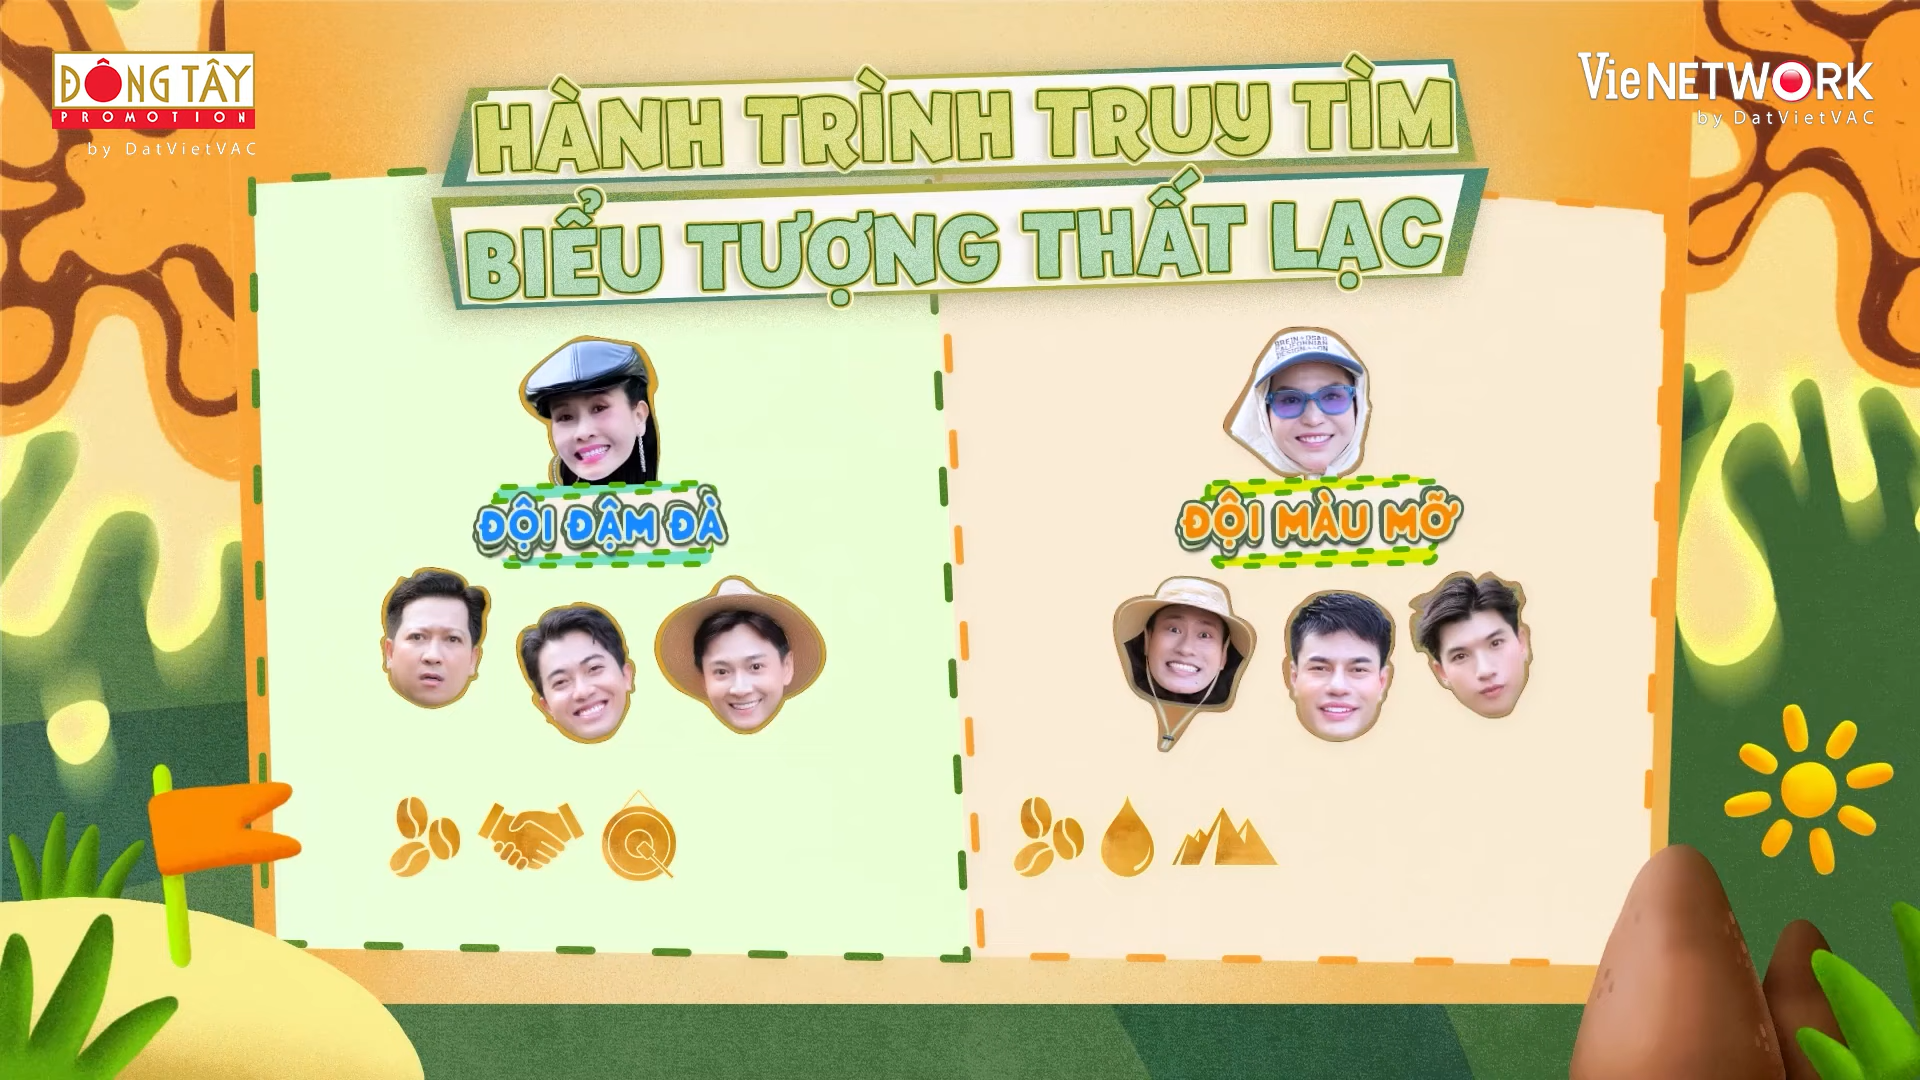 ĐÔNG TÂY
PROMOTION
by DatVietVAC
VieNETWORK
by DatVietVAC
HÀNH TRÌNH TRUY TÌM
BIỂU TƯỢNG THẤT LẠC
ĐỘI ĐẬM ĐÀ
ĐỘI MÀU MỠ